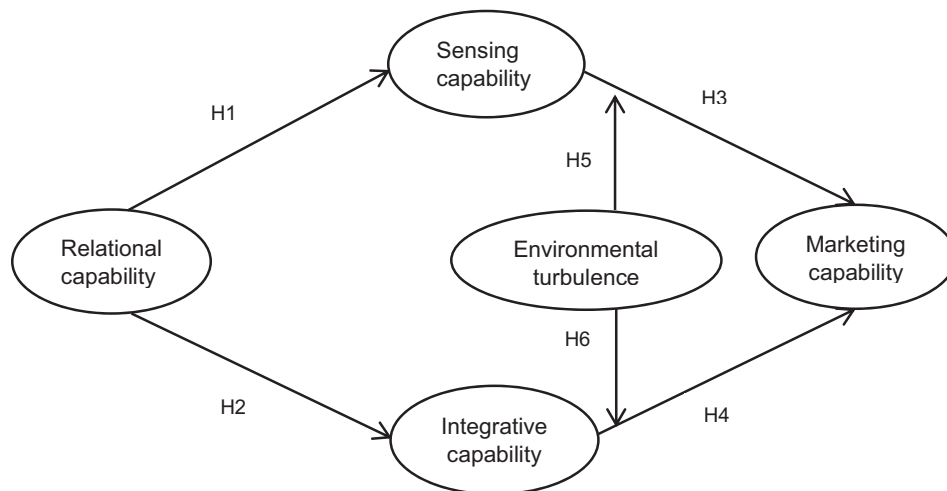 Sensing
capability
H1
H3
H5
Relational
capability
Environmental
turbulence
Marketing
capability
H6
H2
H4
Integrative
capability